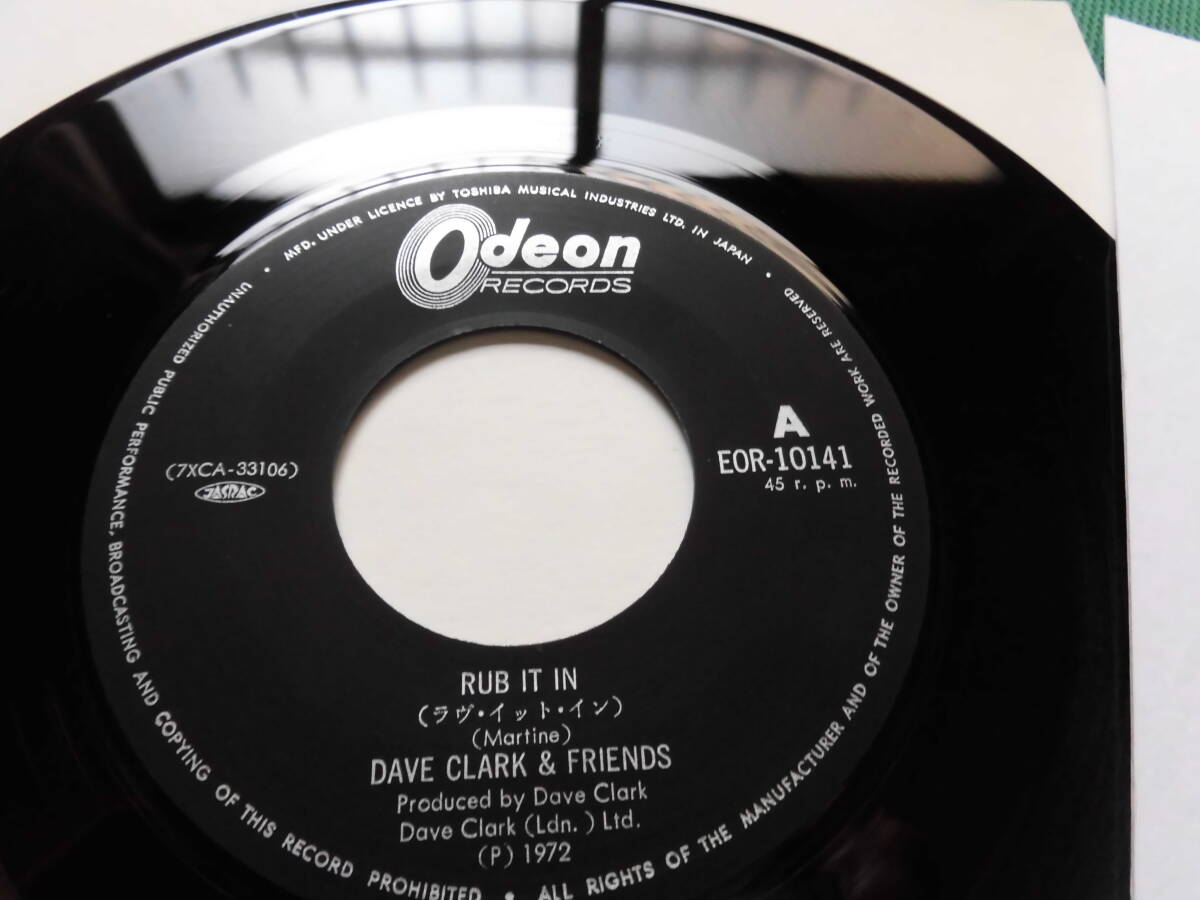 MFD. UNDER LICENCE BY TOSHIBA MUSICAL INDUSTRIES LTD. IN JAPAN •
Odeon
RECORDS
A
EOR-10141
45 r. p. m.
(7XCA-33106)
JASRAC
RUB IT IN
(ラヴ・イット・イン)
(Martine)
DAVE CLARK & FRIENDS
Produced by Dave Clark
Dave Clark (Ldn.) Ltd.
(P) 1972
• UNAUTHORIZED PUBLIC PERFORMANCE, BROADCASTING AND COPYING OF THIS RECORD PROHIBITED • ALL RIGHTS OF THE MANUFACTURER AND OF THE OWNER OF THE RECORDED WORK ARE RESERVED